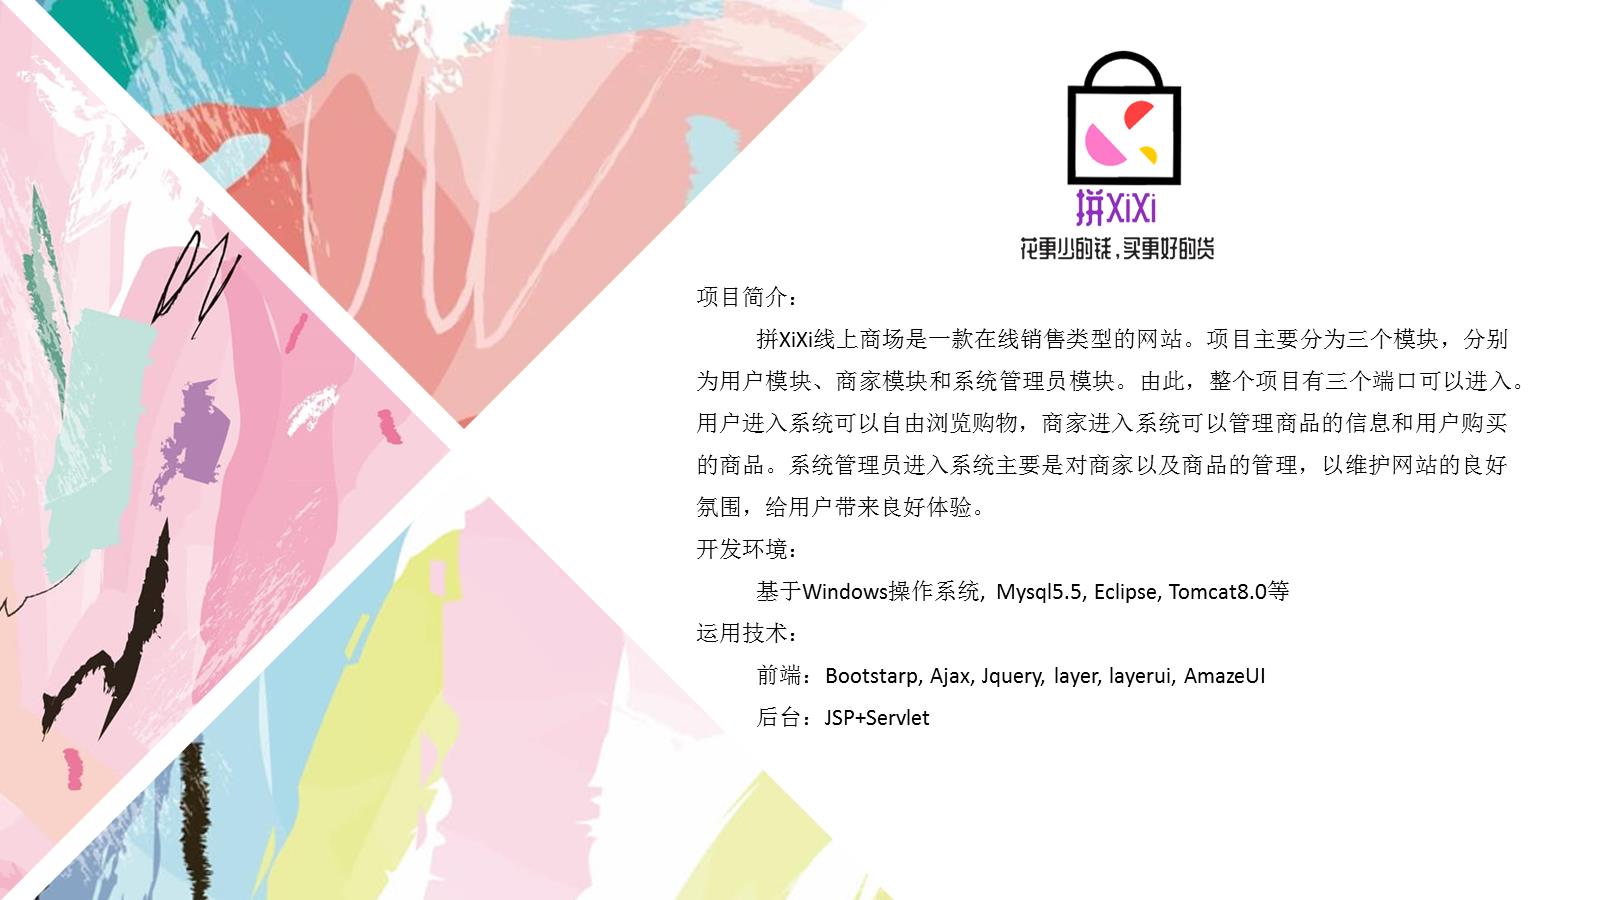 拼XiXi
花更少的钱,买更好的货
项目简介：
拼XiXi线上商场是一款在线销售类型的网站。项目主要分为三个模块，分别
为用户模块、商家模块和系统管理员模块。由此，整个项目有三个端口可以进入。
用户进入系统可以自由浏览购物，商家进入系统可以管理商品的信息和用户购买
的商品。系统管理员进入系统主要是对商家以及商品的管理，以维护网站的良好
氛围，给用户带来良好体验。
开发环境：
基于Windows操作系统, Mysql5.5, Eclipse, Tomcat8.0等
运用技术：
前端：Bootstarp, Ajax, Jquery, layer, layerui, AmazeUI
后台：JSP+Servlet